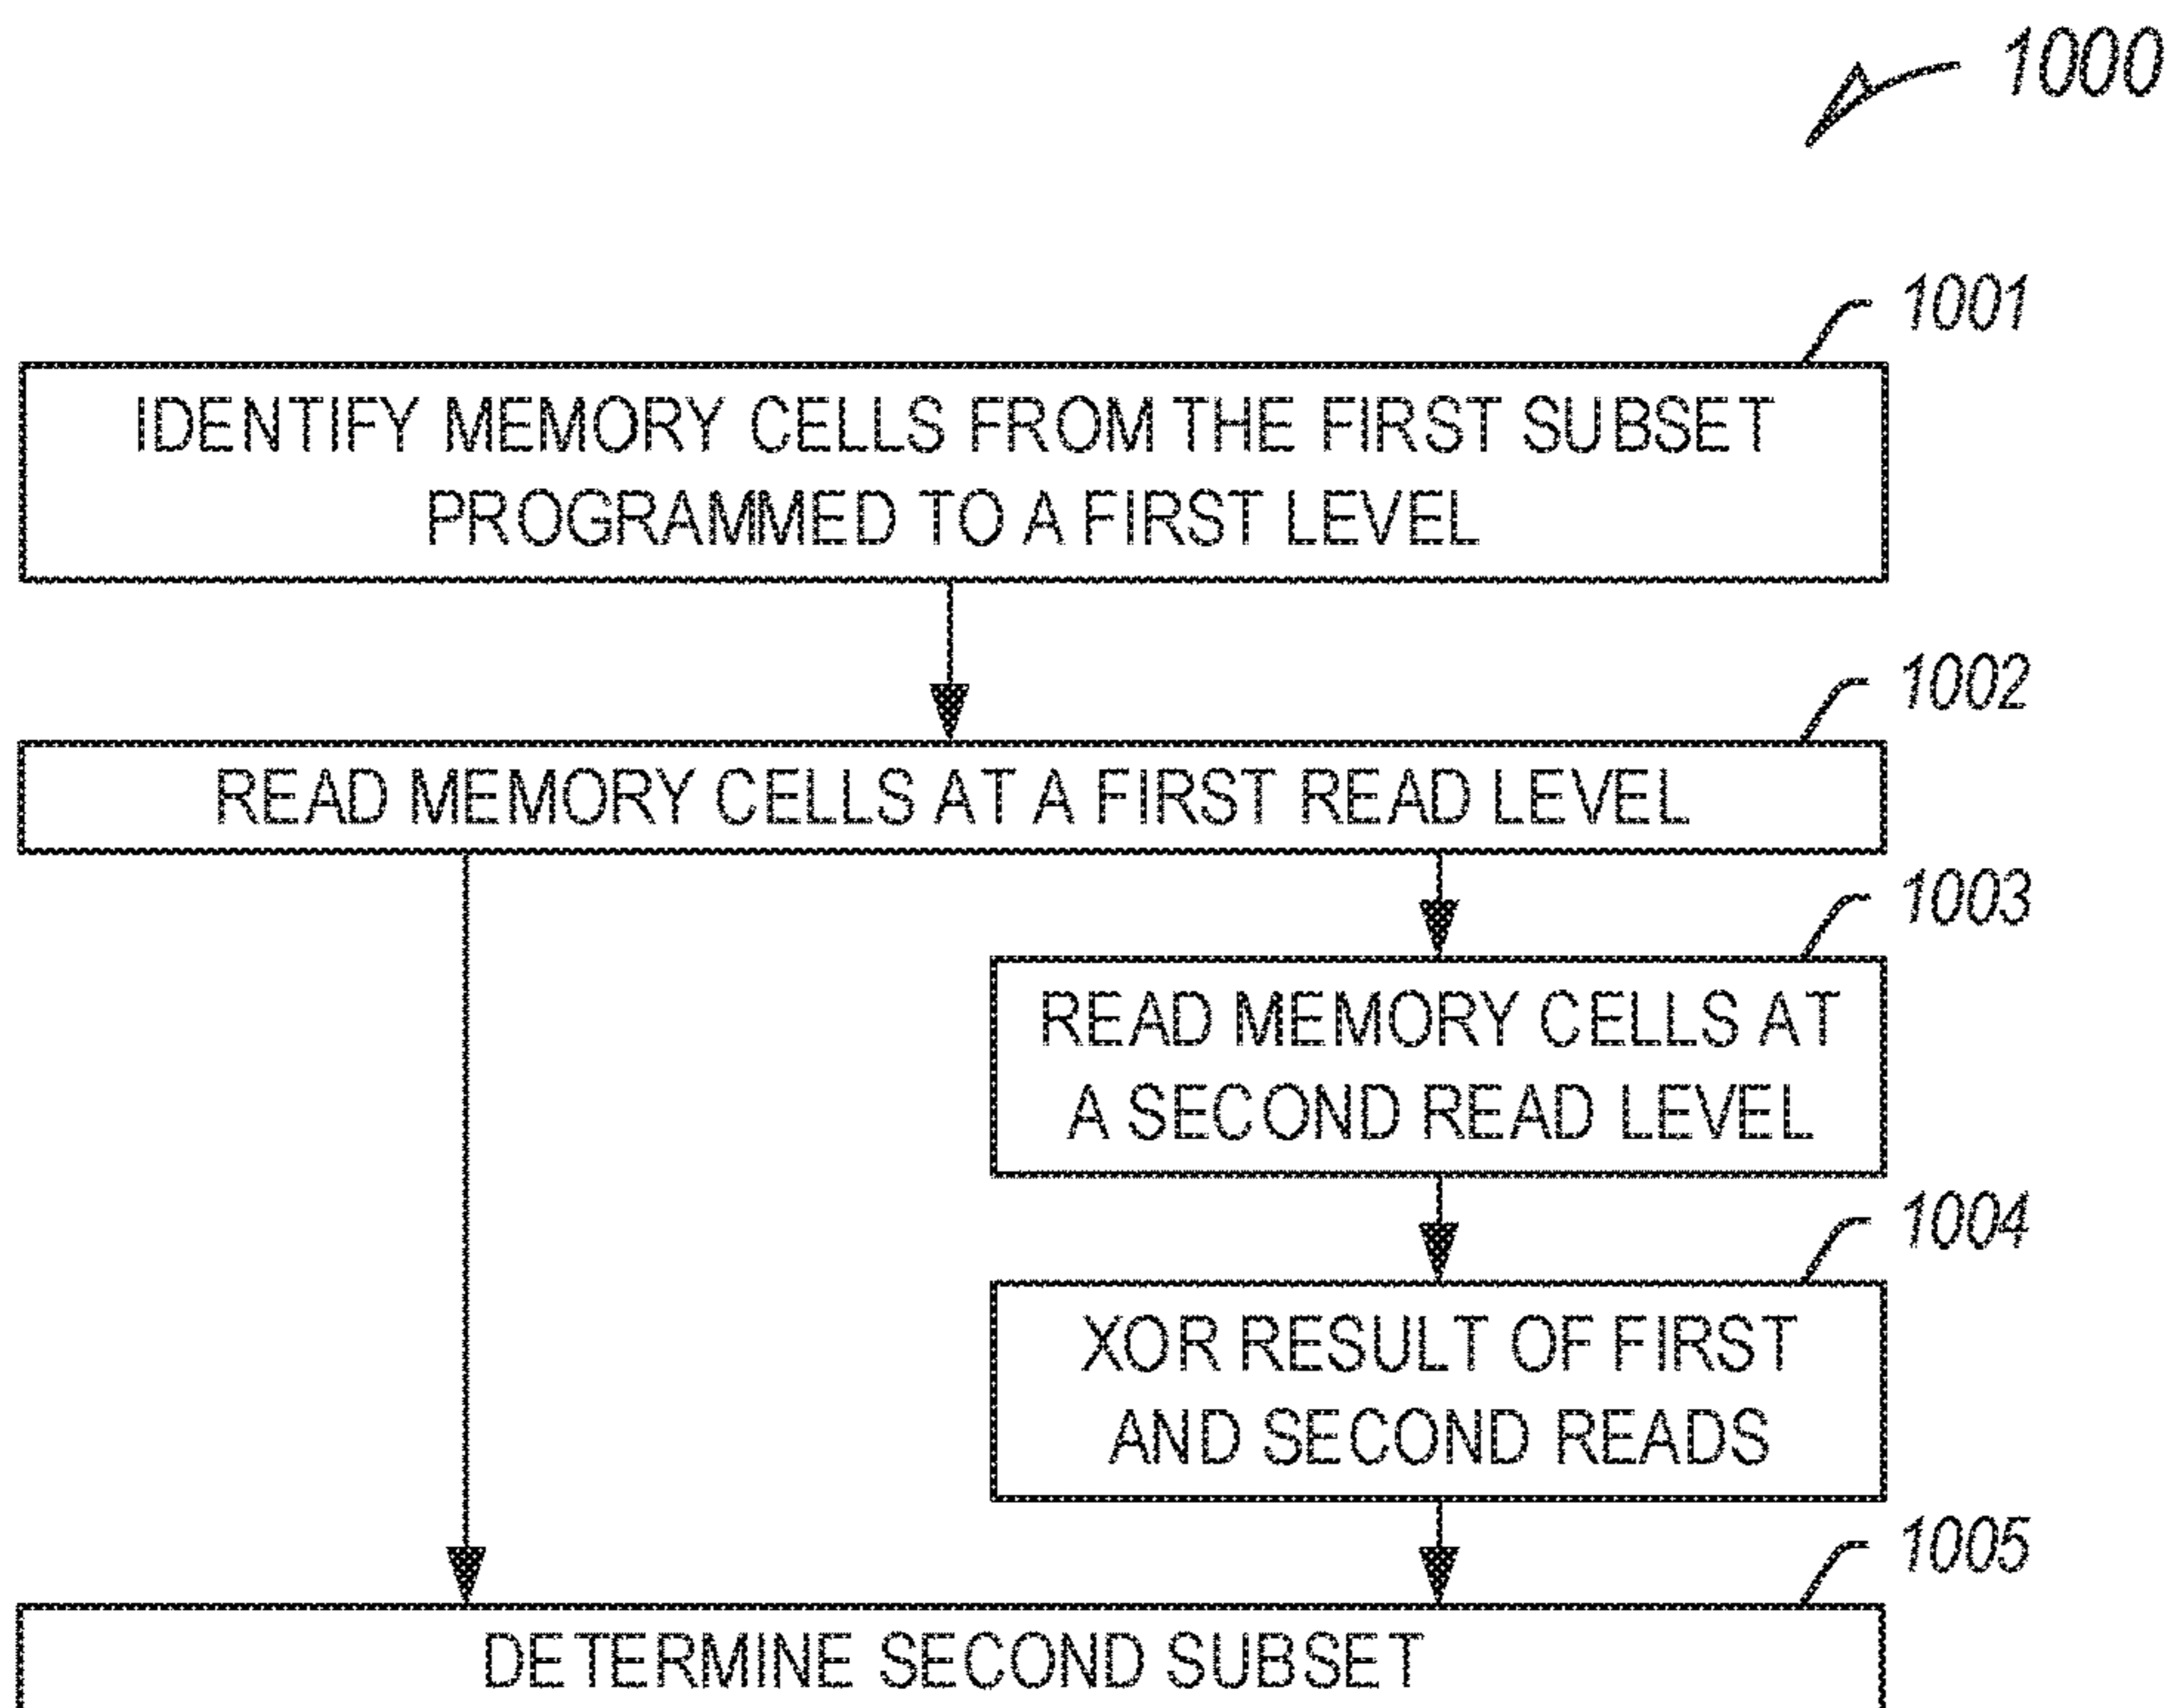 1000
1001
IDENTIFY MEMORY CELLS FROM THE FIRST SUBSET
PROGRAMMED TO A FIRST LEVEL
1002
READ MEMORY CELLS AT A FIRST READ LEVEL
1003
READ MEMORY CELLS AT
A SECOND READ LEVEL
1004
XOR RESULT OF FIRST
AND SECOND READS
1005
DETERMINE SECOND SUBSET